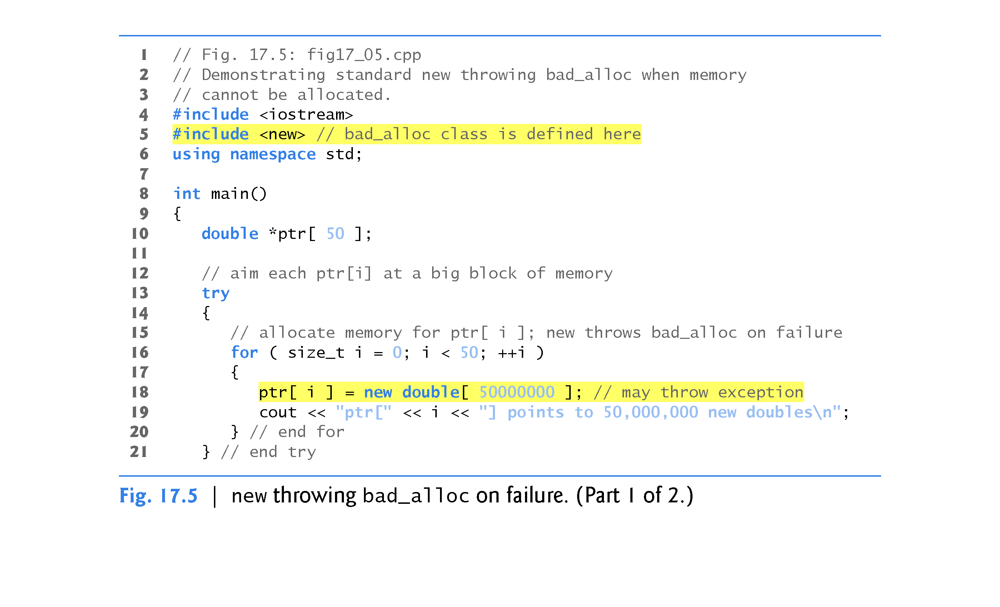 1 // Fig. 17.5: fig17_05.cpp
2 // Demonstrating standard new throwing bad_alloc when memory
3 // cannot be allocated.
4 #include <iostream>
5 #include <new> // bad_alloc class is defined here
6 using namespace std;
7
8 int main()
9 {
10 double *ptr[ 50 ];
11
12 // aim each ptr[i] at a big block of memory
13 try
14 {
15 // allocate memory for ptr[ i ]; new throws bad_alloc on failure
16 for ( size_t i = 0; i < 50; ++i )
17 {
18 ptr[ i ] = new double[ 50000000 ]; // may throw exception
19 cout << "ptr[" << i << "] points to 50,000,000 new doubles\n";
20 } // end for
21 } // end try
Fig. 17.5 | new throwing bad_alloc on failure. (Part 1 of 2.)